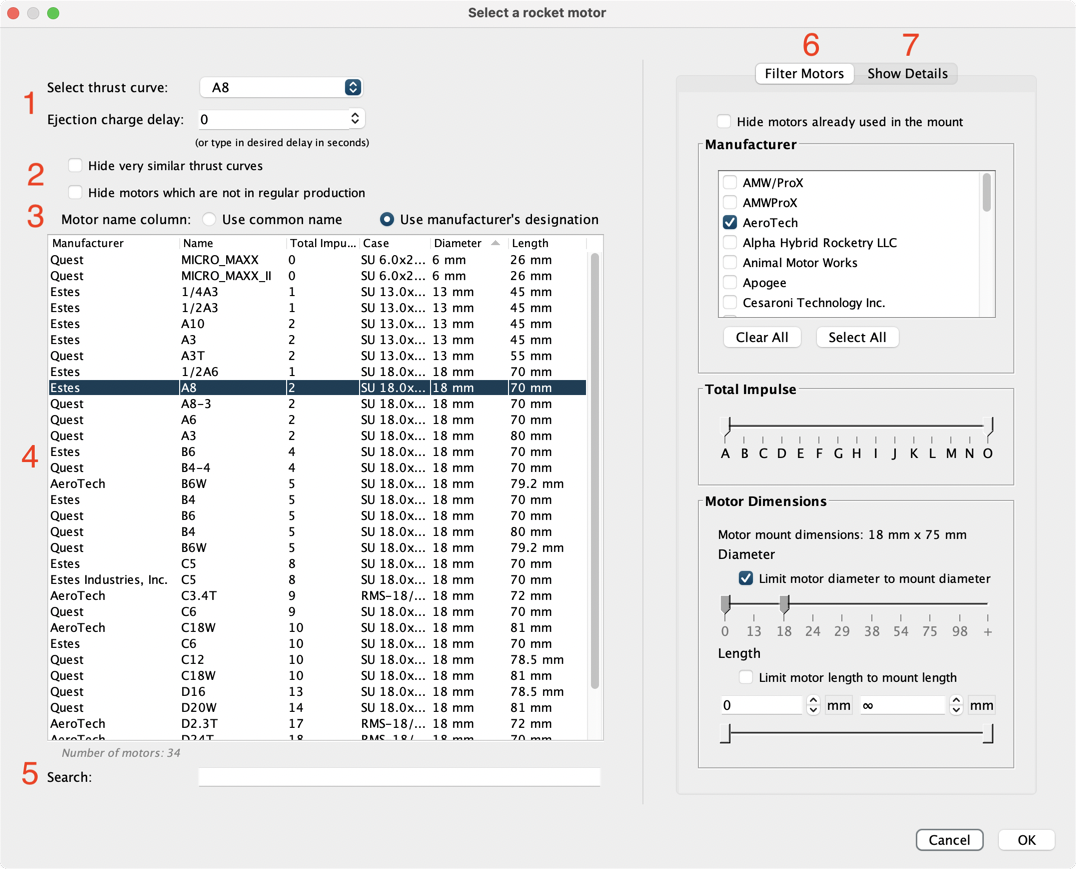 Select a rocket motor
1
Select thrust curve: A8
Ejection charge delay: 0
(or type in desired delay in seconds)
2
Hide very similar thrust curves
Hide motors which are not in regular production
3
Motor name column: Use common name Use manufacturer's designation
4
Manufacturer Name Total Impu... Case Diameter Length
Quest MICRO_MAXX 0 SU 6.0x2... 6 mm 26 mm
Quest MICRO_MAXX_II 0 SU 6.0x2... 6 mm 26 mm
Estes 1/4A3 1 SU 13.0x... 13 mm 45 mm
Estes 1/2A3 1 SU 13.0x... 13 mm 45 mm
Estes A10 2 SU 13.0x... 13 mm 45 mm
Estes A3 2 SU 13.0x... 13 mm 45 mm
Quest A3T 2 SU 13.0x... 13 mm 55 mm
Estes 1/2A6 1 SU 18.0x... 18 mm 70 mm
Estes A8 2 SU 18.0x... 18 mm 70 mm
Quest A8-3 2 SU 18.0x... 18 mm 70 mm
Quest A6 2 SU 18.0x... 18 mm 70 mm
Quest A3 2 SU 18.0x... 18 mm 80 mm
Estes B6 4 SU 18.0x... 18 mm 70 mm
Quest B4-4 4 SU 18.0x... 18 mm 70 mm
AeroTech B6W 5 SU 18.0x... 18 mm 79.2 mm
Estes B4 5 SU 18.0x... 18 mm 70 mm
Quest B6 5 SU 18.0x... 18 mm 70 mm
Quest B4 5 SU 18.0x... 18 mm 80 mm
Quest B6W 5 SU 18.0x... 18 mm 79.2 mm
Estes C5 8 SU 18.0x... 18 mm 70 mm
Estes Industries, Inc. C5 8 SU 18.0x... 18 mm 70 mm
AeroTech C3.4T 9 RMS-18/... 18 mm 72 mm
Quest C6 9 SU 18.0x... 18 mm 70 mm
AeroTech C18W 10 SU 18.0x... 18 mm 81 mm
Estes C6 10 SU 18.0x... 18 mm 70 mm
Quest C12 10 SU 18.0x... 18 mm 78.5 mm
Quest C18W 10 SU 18.0x... 18 mm 81 mm
Quest D16 13 SU 18.0x... 18 mm 78.5 mm
Quest D20W 14 SU 18.0x... 18 mm 81 mm
AeroTech D2.3T 17 RMS-18/... 18 mm 72 mm
AeroTech D24T 18 RMS-18/... 18 mm 70 mm
Number of motors: 34
5
Search:
6 7
Filter Motors Show Details
Hide motors already used in the mount
Manufacturer
AMW/ProX
AMWProX
AeroTech
Alpha Hybrid Rocketry LLC
Animal Motor Works
Apogee
Cesaroni Technology Inc.
Clear All Select All
Total Impulse
A B C D E F G H I J K L M N O
Motor Dimensions
Motor mount dimensions: 18 mm x 75 mm
Diameter
Limit motor diameter to mount diameter
0 13 18 24 29 38 54 75 98 +
Length
Limit motor length to mount length
0 mm ∞ mm
Cancel OK